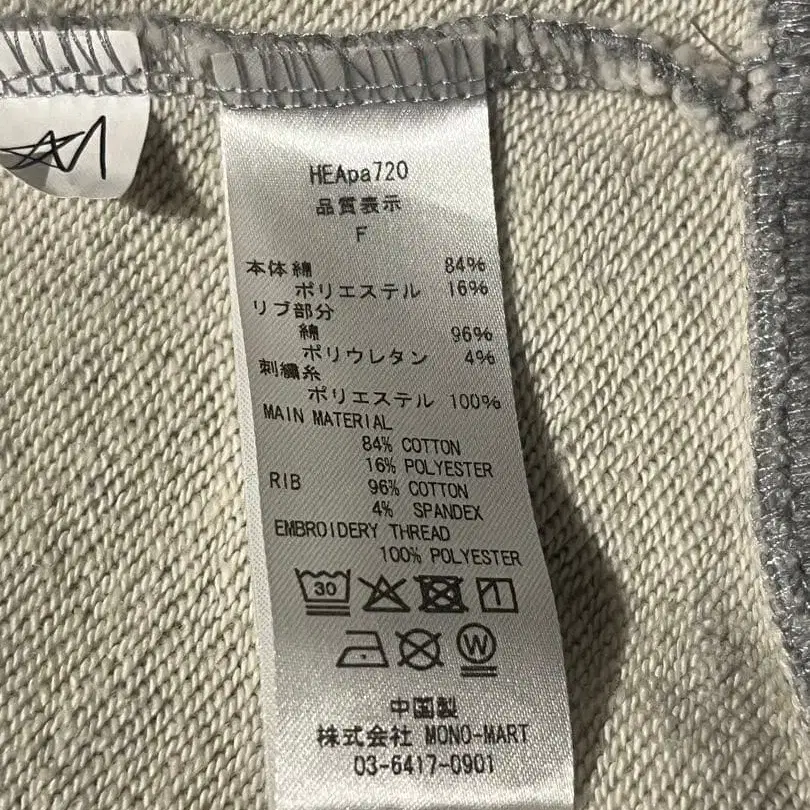 HEApa720
品質表示
F
本体綿 84%
ポリエステル 16%
リブ部分
綿 96%
ポリウレタン 4%
刺繍糸
ポリエステル 100%
MAIN MATERIAL
84% COTTON
16% POLYESTER
RIB 96% COTTON
4% SPANDEX
EMBROIDERY THREAD
100% POLYESTER
30
W
中国製
株式会社 MONO-MART
03-6417-0901